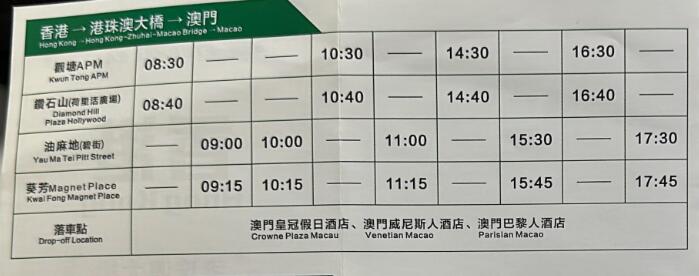 香港 → 港珠澳大橋 → 澳門
Hong Kong → Hong Kong-Zhuhai-Macao Bridge → Macao
觀塘APM 08:30 — — 10:30 — 14:30 — 16:30 —
Kwun Tong APM
鑽石山(荷里活廣場) 08:40 — — 10:40 — 14:40 — 16:40 —
Diamond Hill
Plaza Hollywood
油麻地(碧街) — 09:00 10:00 — 11:00 — 15:30 — 17:30
Yau Ma Tei Pitt Street
葵芳Magnet Place — 09:15 10:15 — 11:15 — 15:45 — 17:45
Kwai Fong Magnet Place
落車點 澳門皇冠假日酒店、澳門威尼斯人酒店、澳門巴黎人酒店
Drop-off Location Crowne Plaza Macau Venetian Macao Parisian Macao